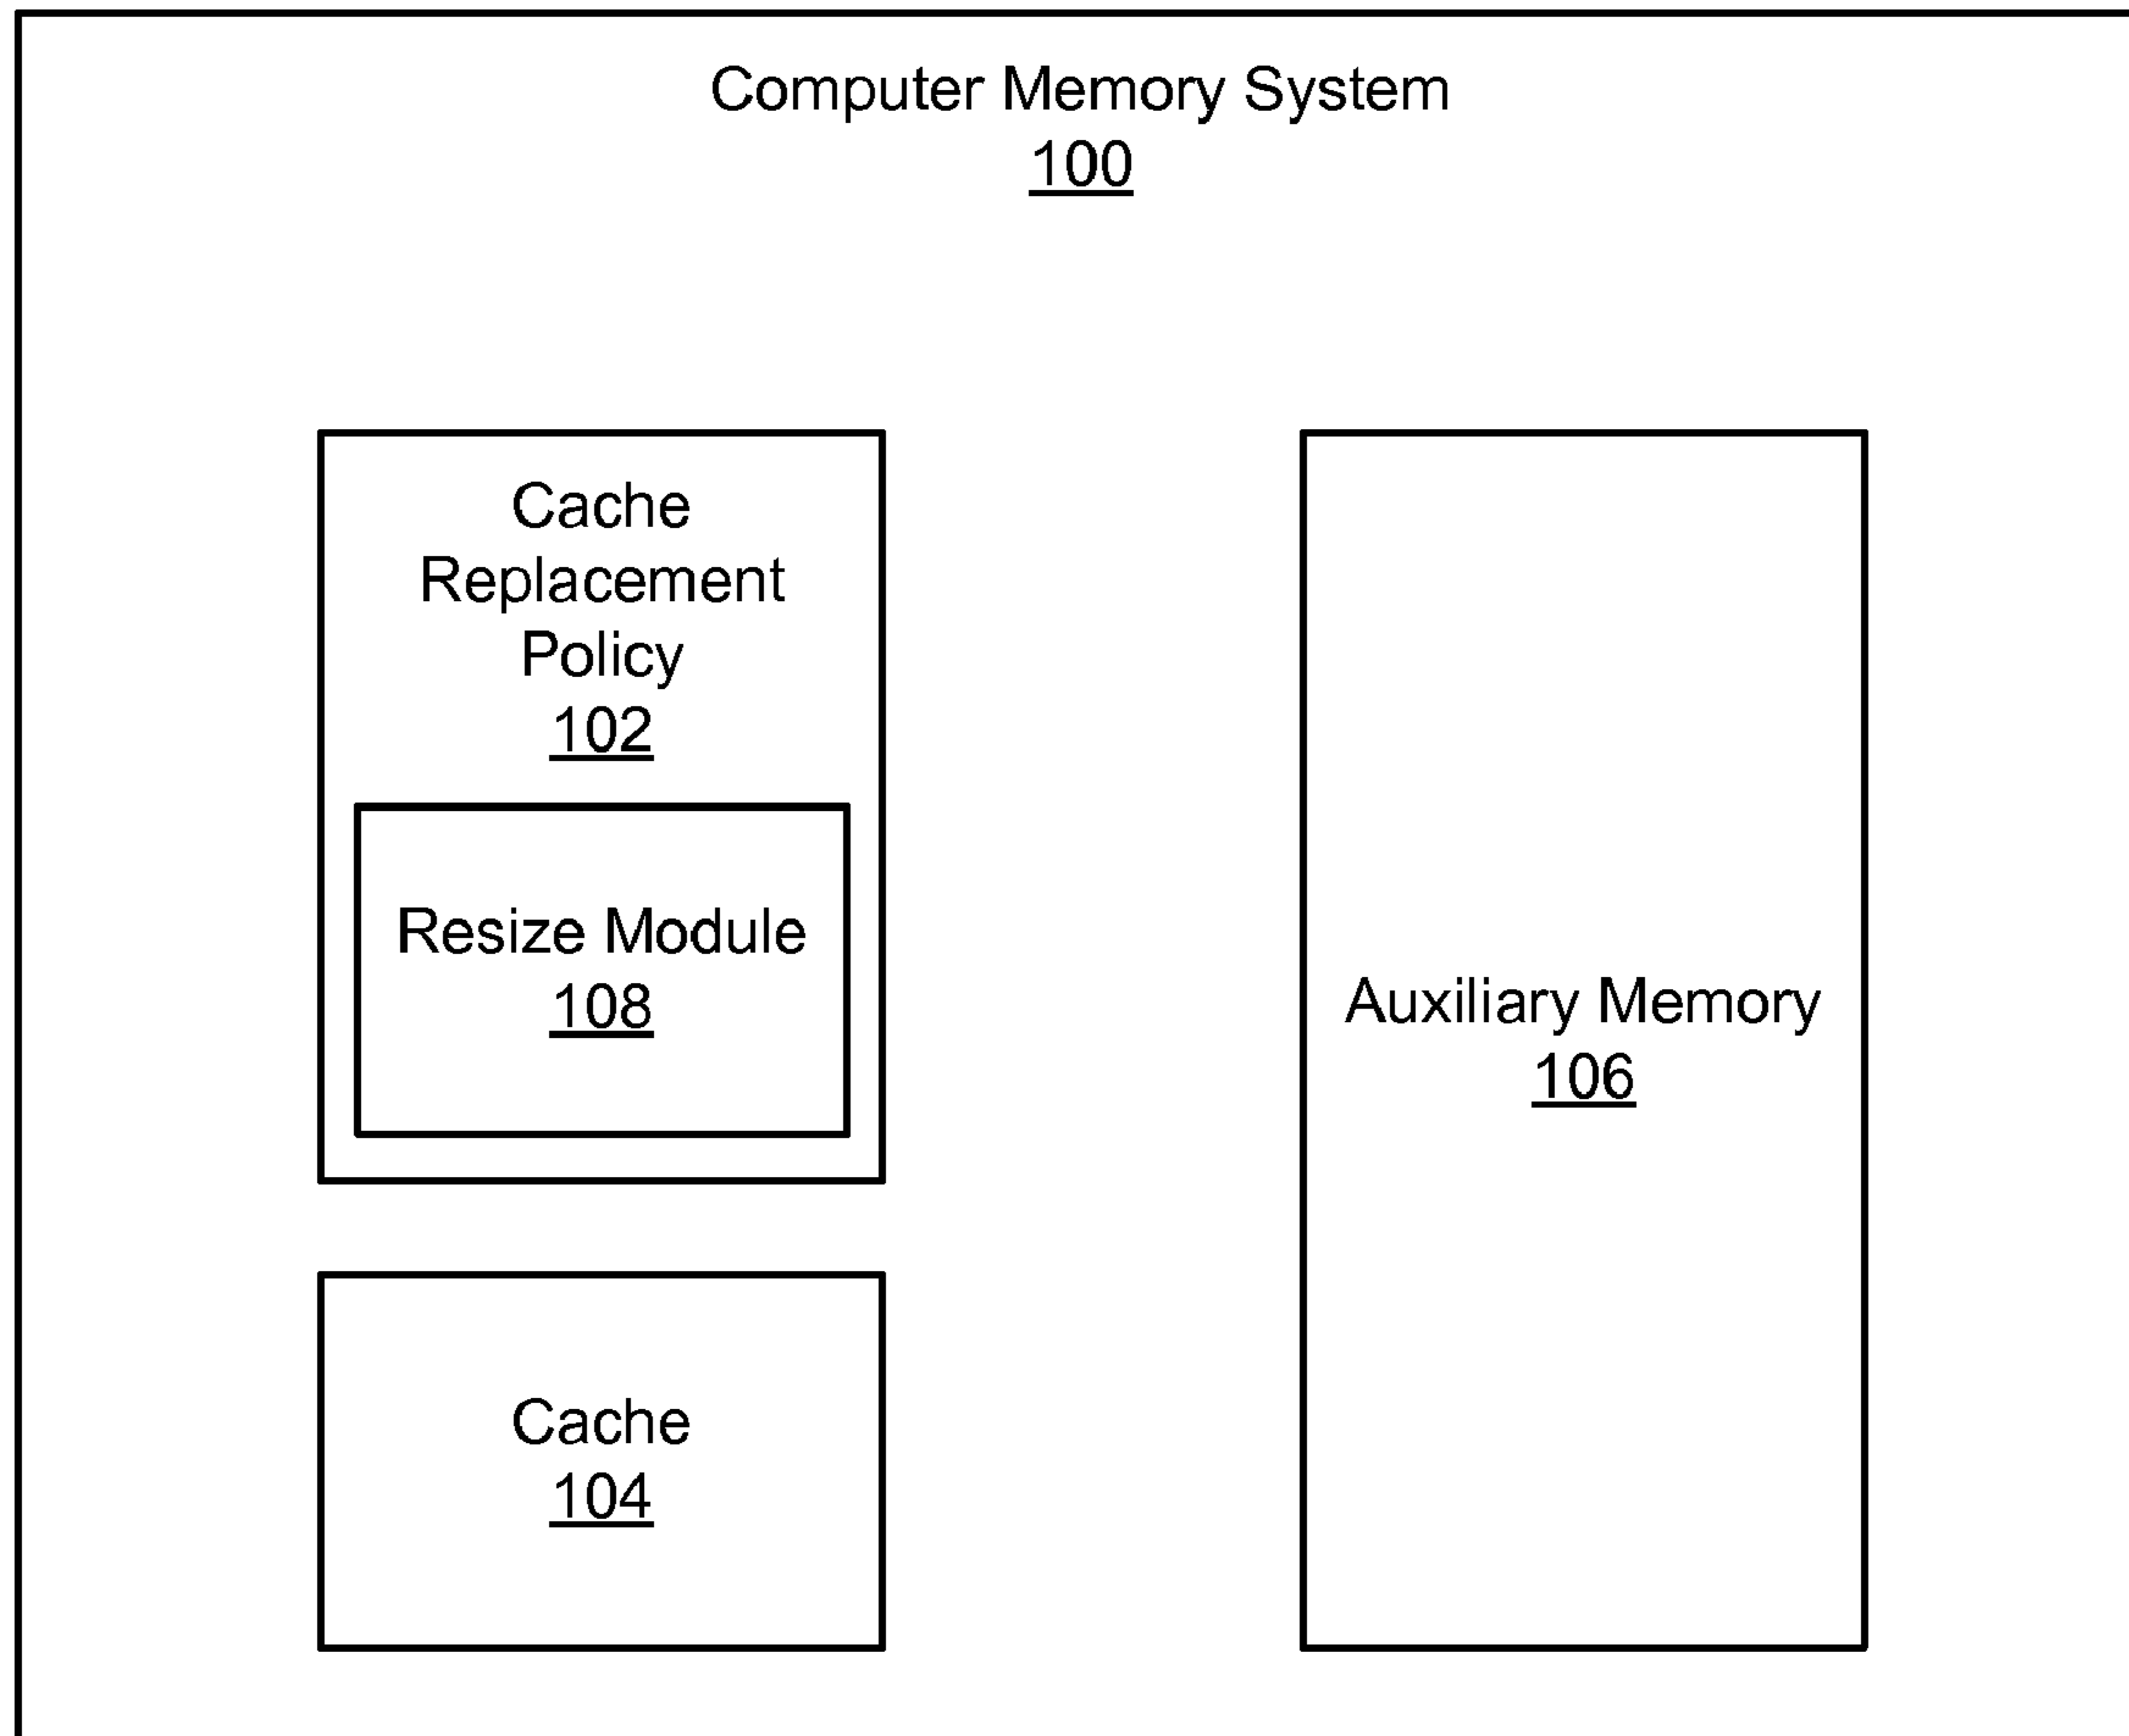 Computer Memory System
100
Cache
Replacement
Policy
102
Resize Module
108
Cache
104
Auxiliary Memory
106